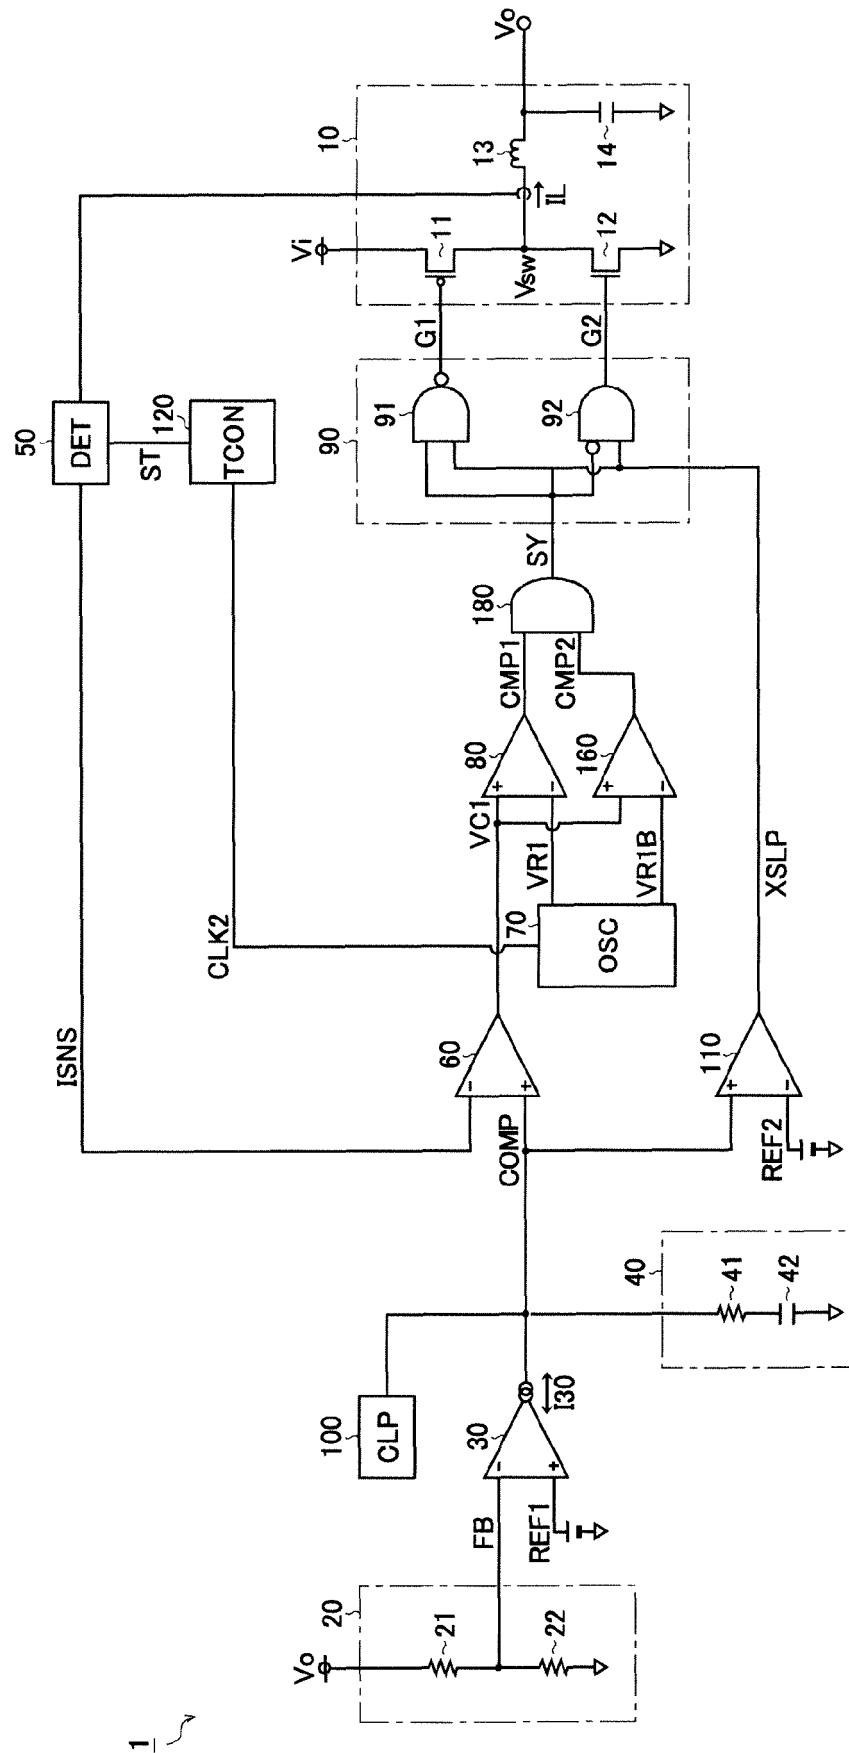 1
Vo
20
21
22
FB
REF1
30
I30
100
CLP
40
41
42
COMP
REF2
110
XSLP
ISNS
60
CLK2
70
OSC
VC1
VR1
VR1B
80
160
CMP1
CMP2
180
SY
50
DET
ST
120
TCON
90
91
92
G1
G2
10
Vi
11
Vsw
12
IL
13
14
Vo